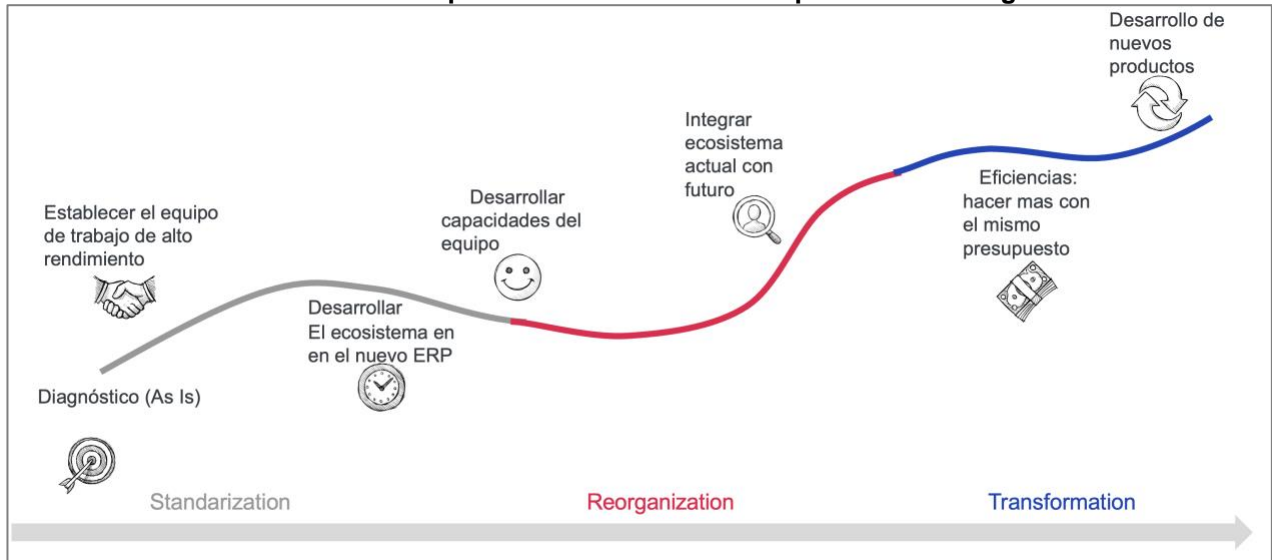 Desarrollo de
nuevos
productos
Integrar
ecosistema
actual con
futuro
Eficiencias:
hacer mas con
el mismo
presupuesto
Desarrollar
capacidades del
equipo
Establecer el equipo
de trabajo de alto
rendimiento
Desarrollar
El ecosistema en
en el nuevo ERP
Diagnóstico (As Is)
Standarization
Reorganization
Transformation